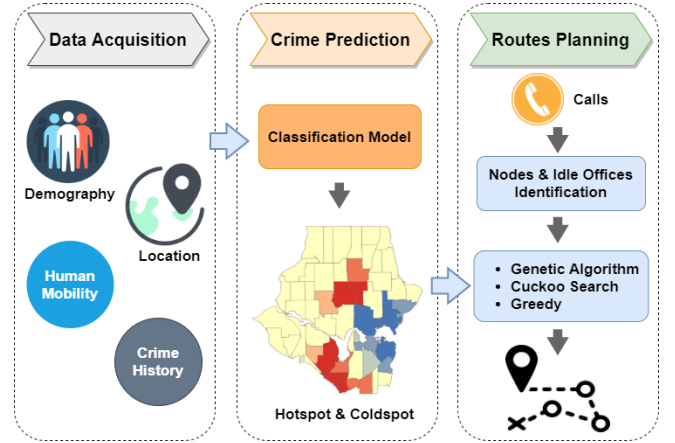 Data Acquisition
Demography
Location
Human
Mobility
Crime
History
Crime Prediction
Classification Model
Hotspot & Coldspot
Routes Planning
Calls
Nodes & Idle Offices
Identification
• Genetic Algorithm
• Cuckoo Search
• Greedy